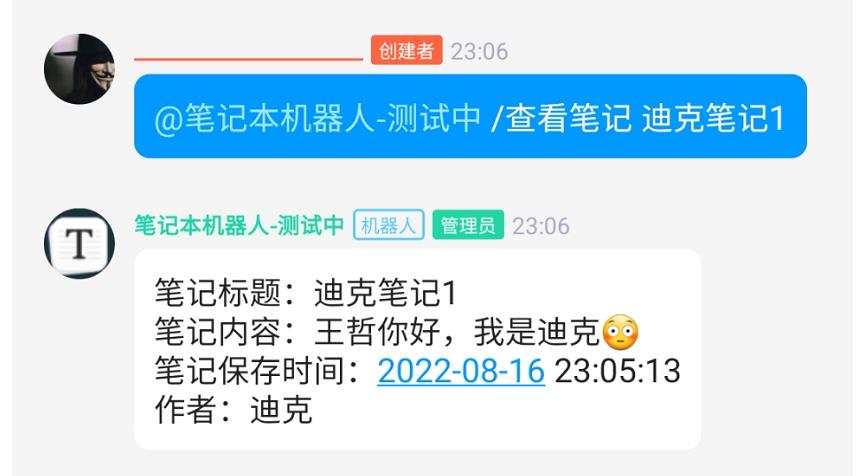 创建者 23:06
@笔记本机器人-测试中 /查看笔记 迪克笔记1
笔记本机器人-测试中 机器人 管理员 23:06
T
笔记标题：迪克笔记1
笔记内容：王哲你好，我是迪克😳
笔记保存时间：2022-08-16 23:05:13
作者：迪克